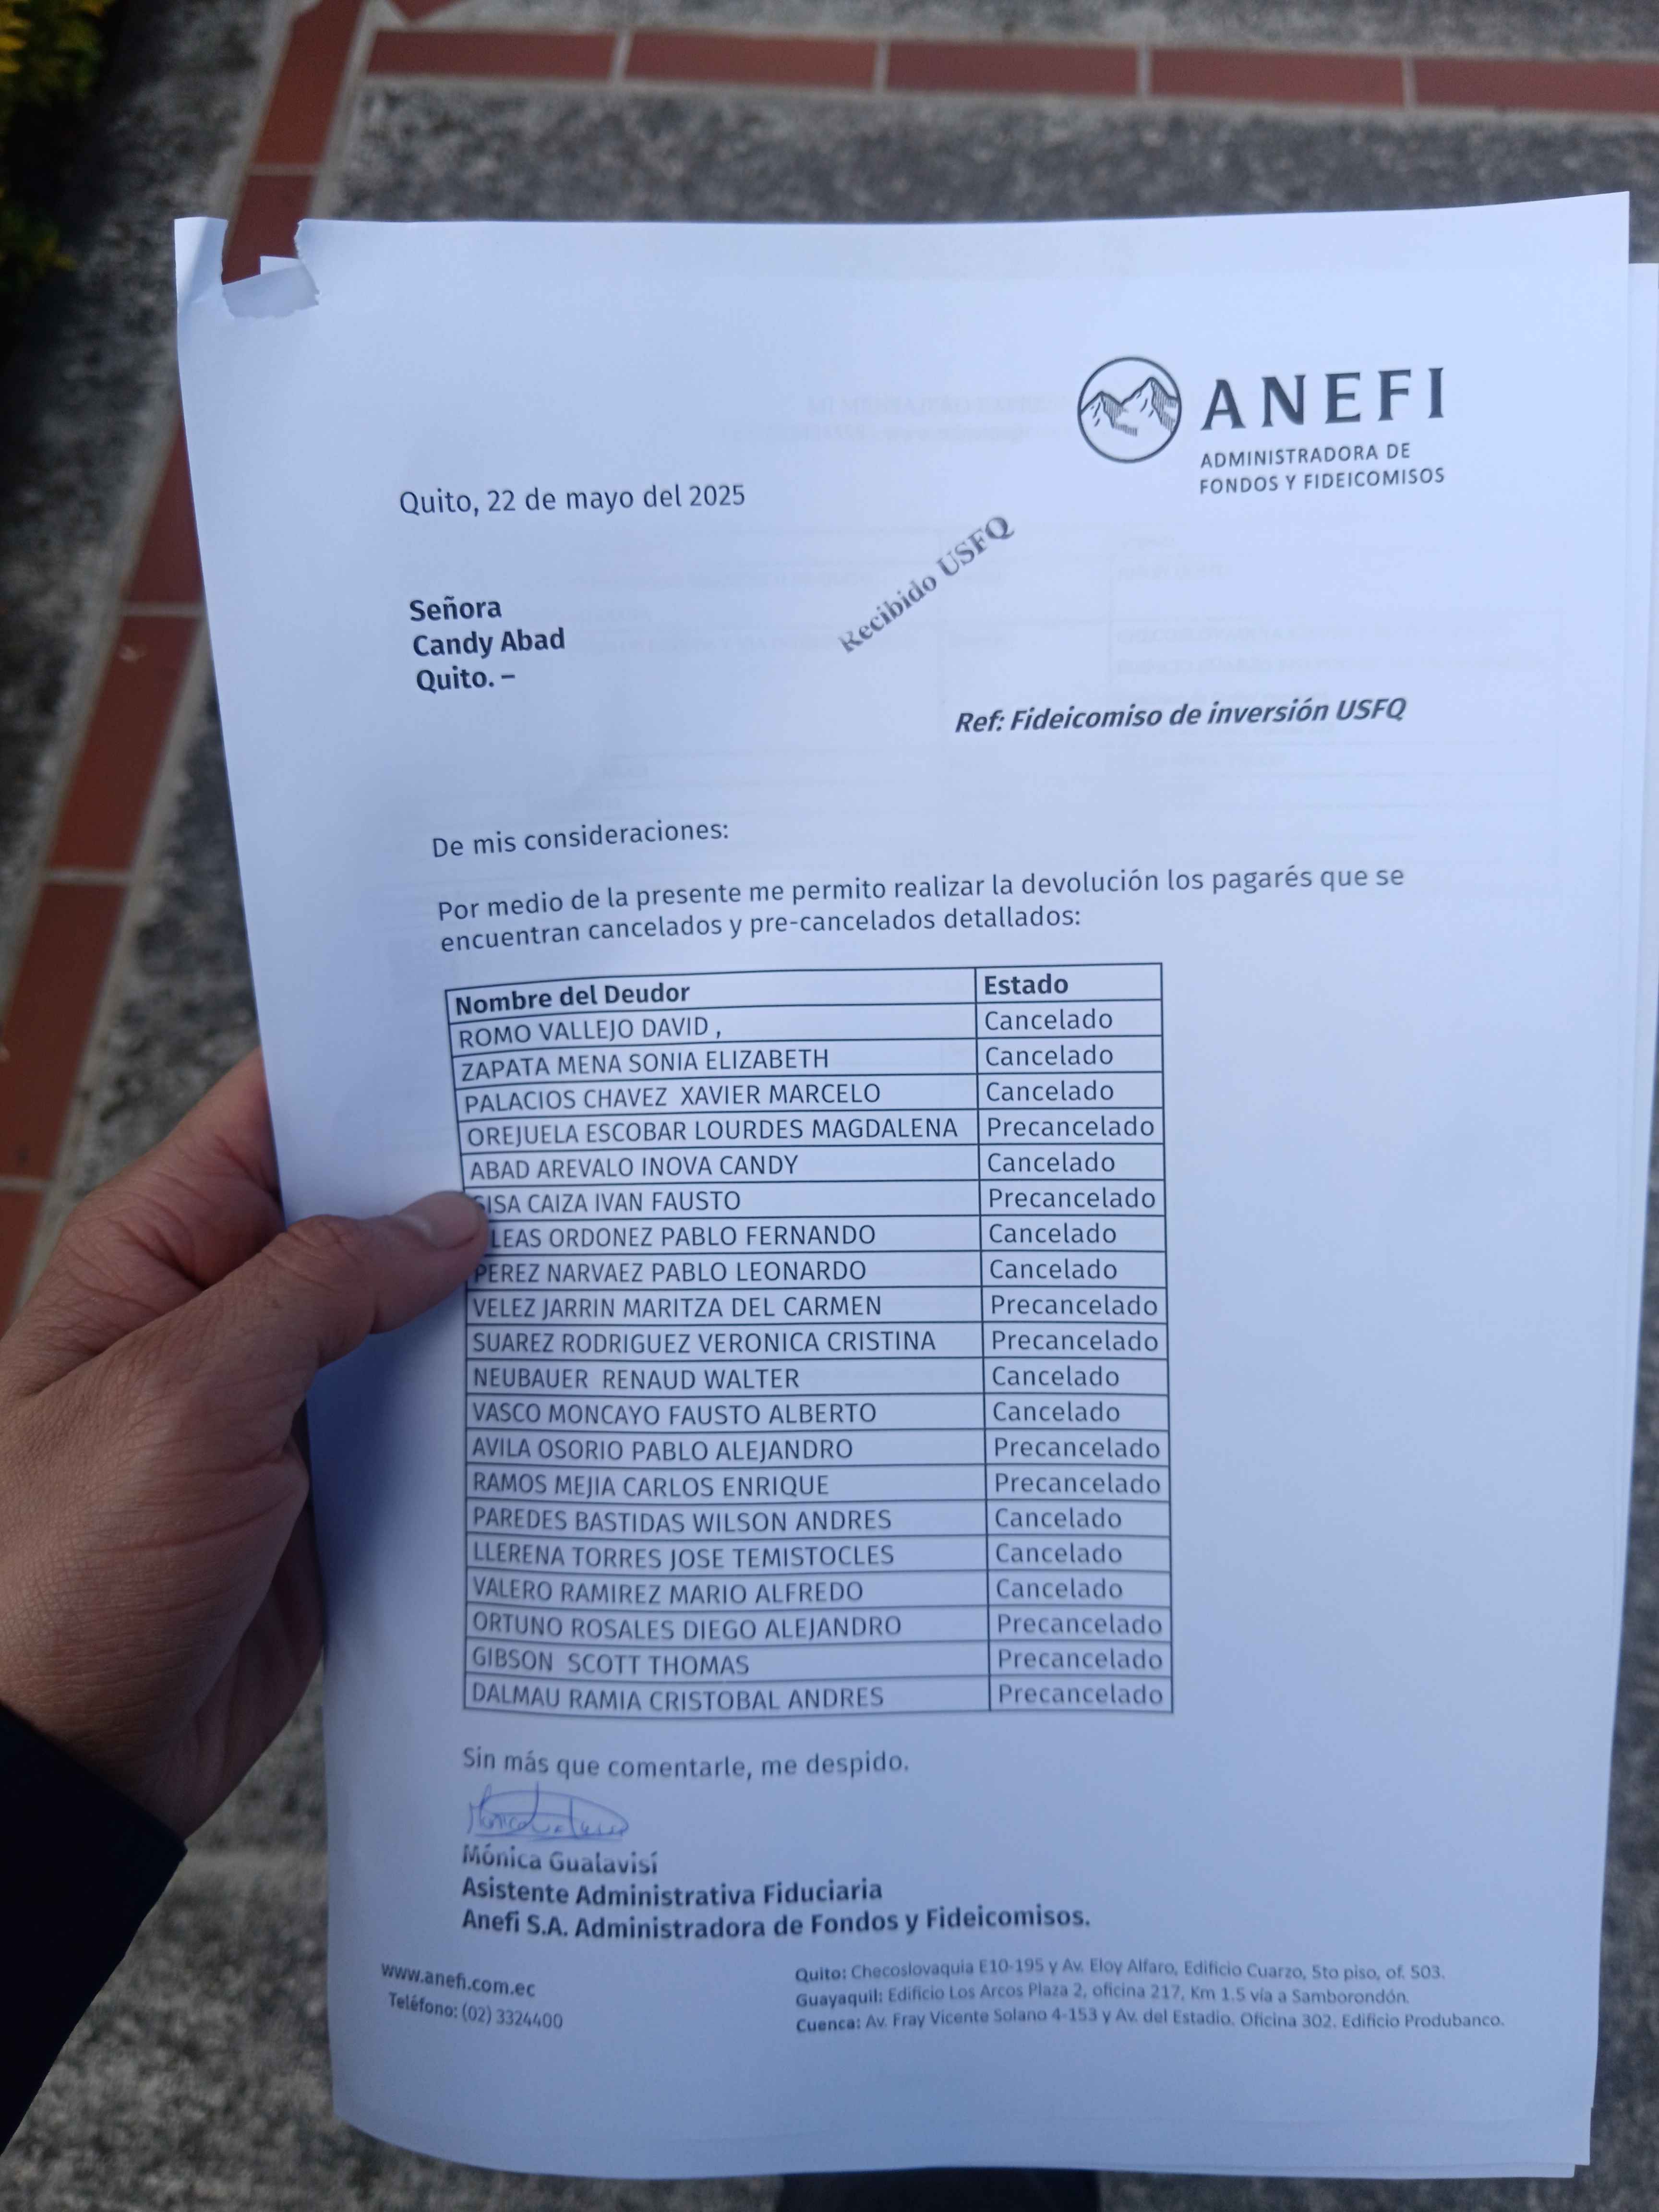 ANEFI
ADMINISTRADORA DE
FONDOS Y FIDEICOMISOS
Quito, 22 de mayo del 2025
Recibido USFQ
Señora
Candy Abad
Quito. –
Ref: Fideicomiso de inversión USFQ
De mis consideraciones:
Por medio de la presente me permito realizar la devolución los pagarés que se
encuentran cancelados y pre-cancelados detallados:
Nombre del Deudor Estado
ROMO VALLEJO DAVID , Cancelado
ZAPATA MENA SONIA ELIZABETH Cancelado
PALACIOS CHAVEZ XAVIER MARCELO Cancelado
OREJUELA ESCOBAR LOURDES MAGDALENA Precancelado
ABAD AREVALO INOVA CANDY Cancelado
SISA CAIZA IVAN FAUSTO Precancelado
LEAS ORDONEZ PABLO FERNANDO Cancelado
PEREZ NARVAEZ PABLO LEONARDO Cancelado
VELEZ JARRIN MARITZA DEL CARMEN Precancelado
SUAREZ RODRIGUEZ VERONICA CRISTINA Precancelado
NEUBAUER RENAUD WALTER Cancelado
VASCO MONCAYO FAUSTO ALBERTO Cancelado
AVILA OSORIO PABLO ALEJANDRO Precancelado
RAMOS MEJIA CARLOS ENRIQUE Precancelado
PAREDES BASTIDAS WILSON ANDRES Cancelado
LLERENA TORRES JOSE TEMISTOCLES Cancelado
VALERO RAMIREZ MARIO ALFREDO Cancelado
ORTUNO ROSALES DIEGO ALEJANDRO Precancelado
GIBSON SCOTT THOMAS Precancelado
DALMAU RAMIA CRISTOBAL ANDRES Precancelado
Sin más que comentarle, me despido.
Mónica Gualavisí
Asistente Administrativa Fiduciaria
Anefi S.A. Administradora de Fondos y Fideicomisos.
www.anefi.com.ec
Teléfono: (02) 3324400
Quito: Checoslovaquia E10-195 y Av. Eloy Alfaro, Edificio Cuarzo, 5to piso, of. 503.
Guayaquil: Edificio Los Arcos Plaza 2, oficina 217, Km 1.5 vía a Samborondón.
Cuenca: Av. Fray Vicente Solano 4-153 y Av. del Estadio, Oficina 302, Edificio Produbanco.